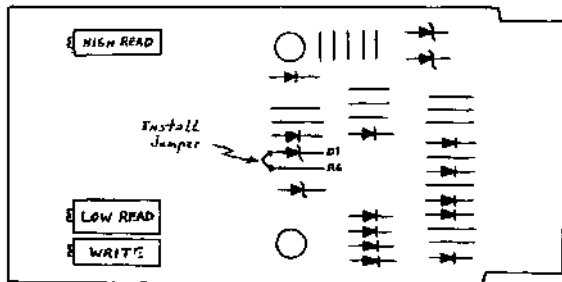 HIGH READ
Install
Jumper
D1
R6
LOW READ
WRITE